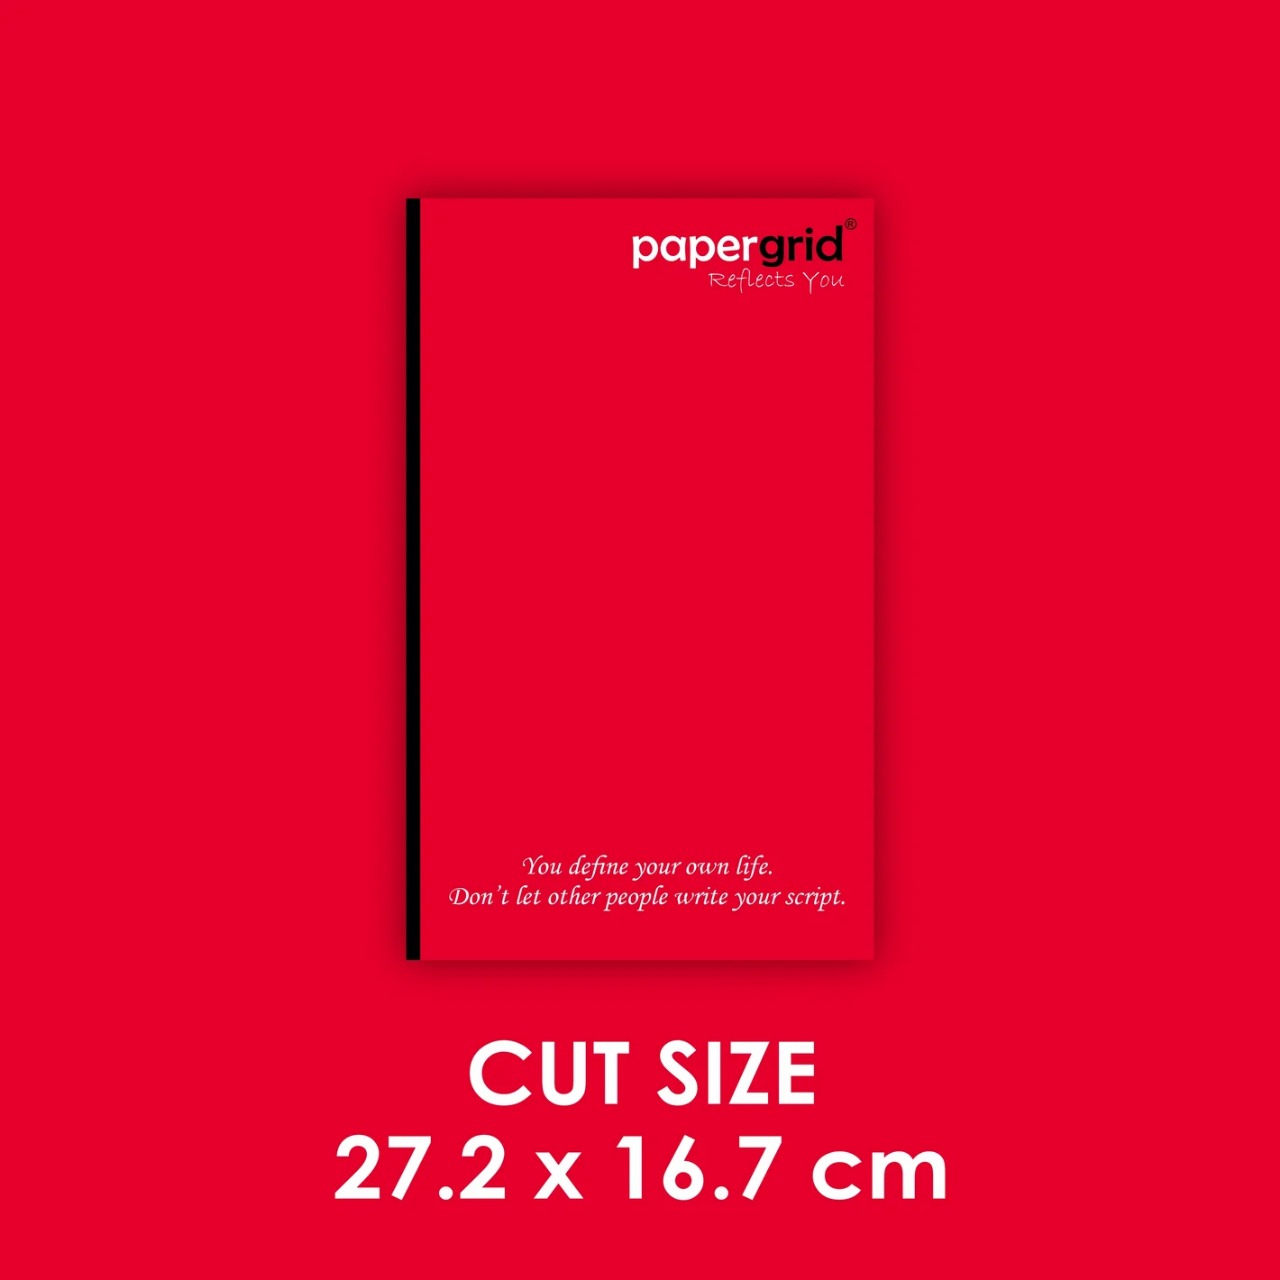 papergrid®
Reflects You
You define your own life.
Don't let other people write your script.
CUT SIZE
27.2 x 16.7 cm